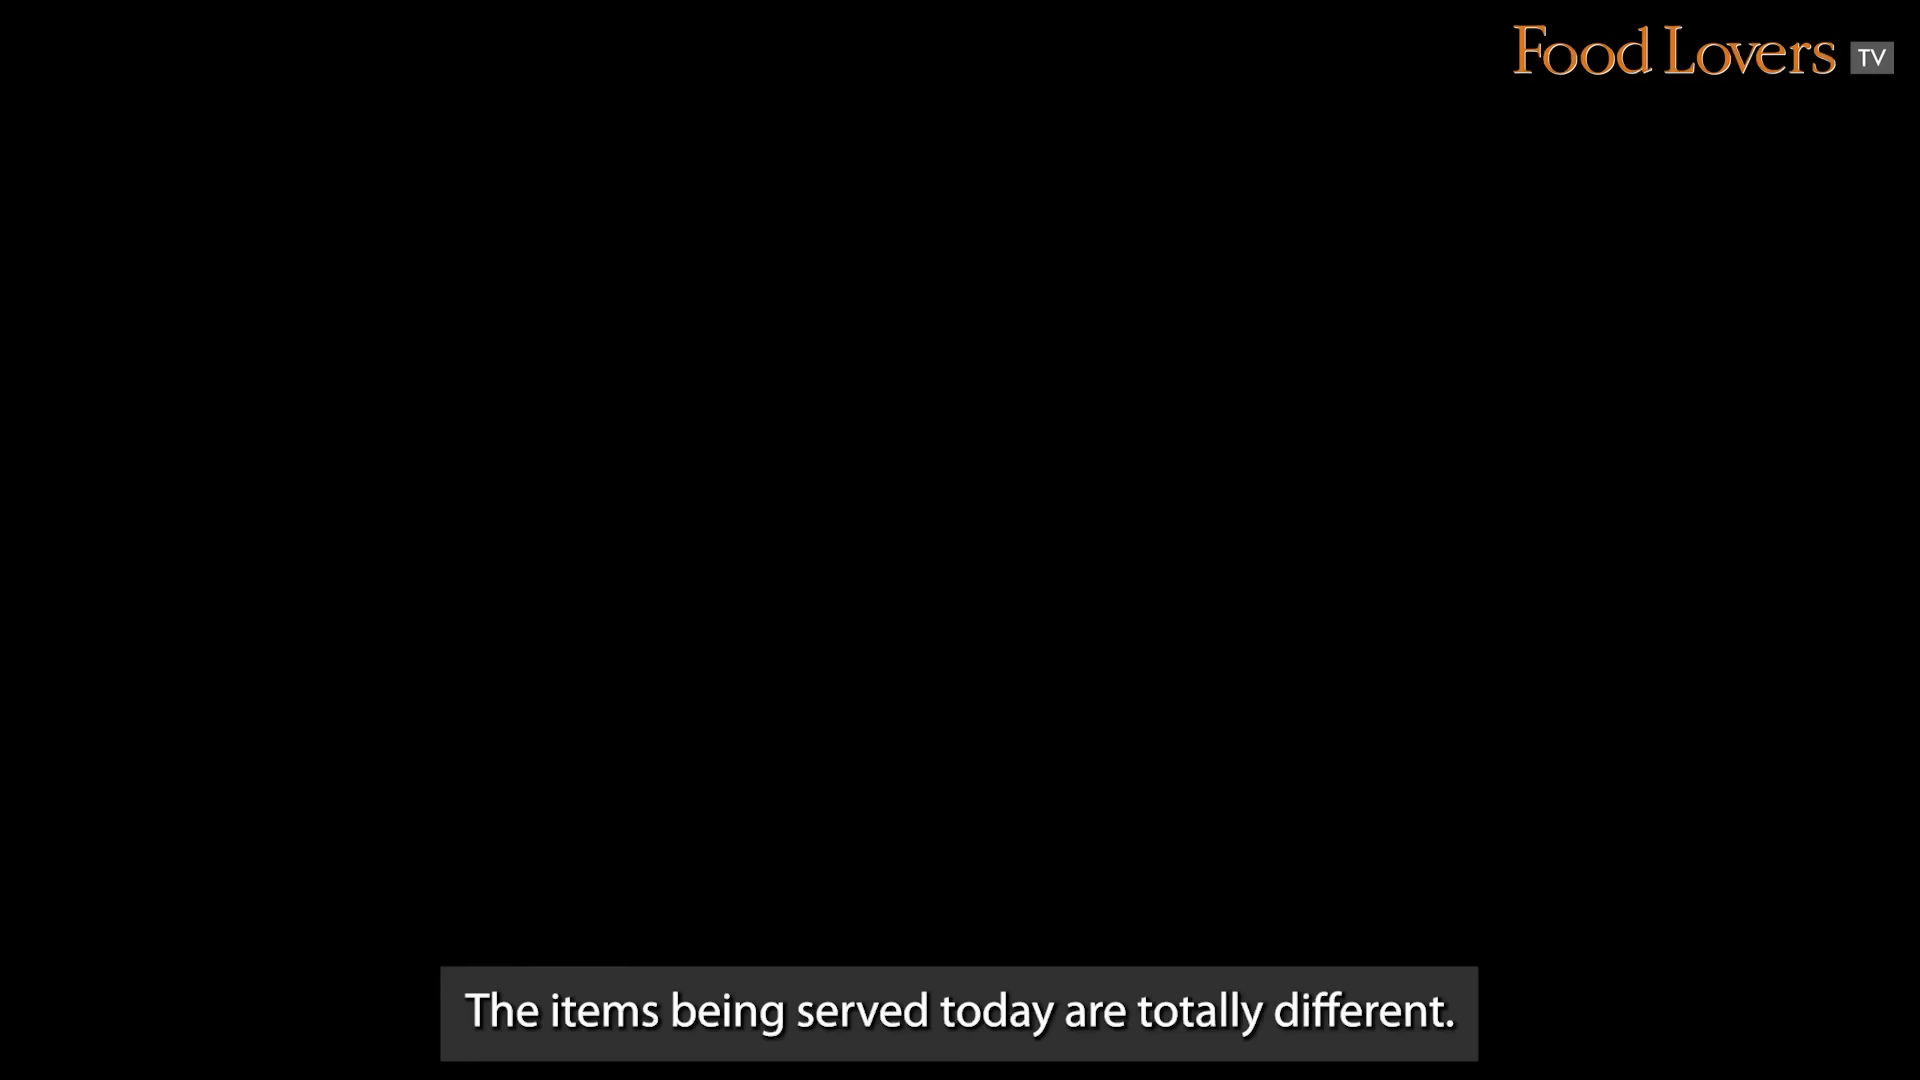 Food Lovers TV
The items being served today are totally different.